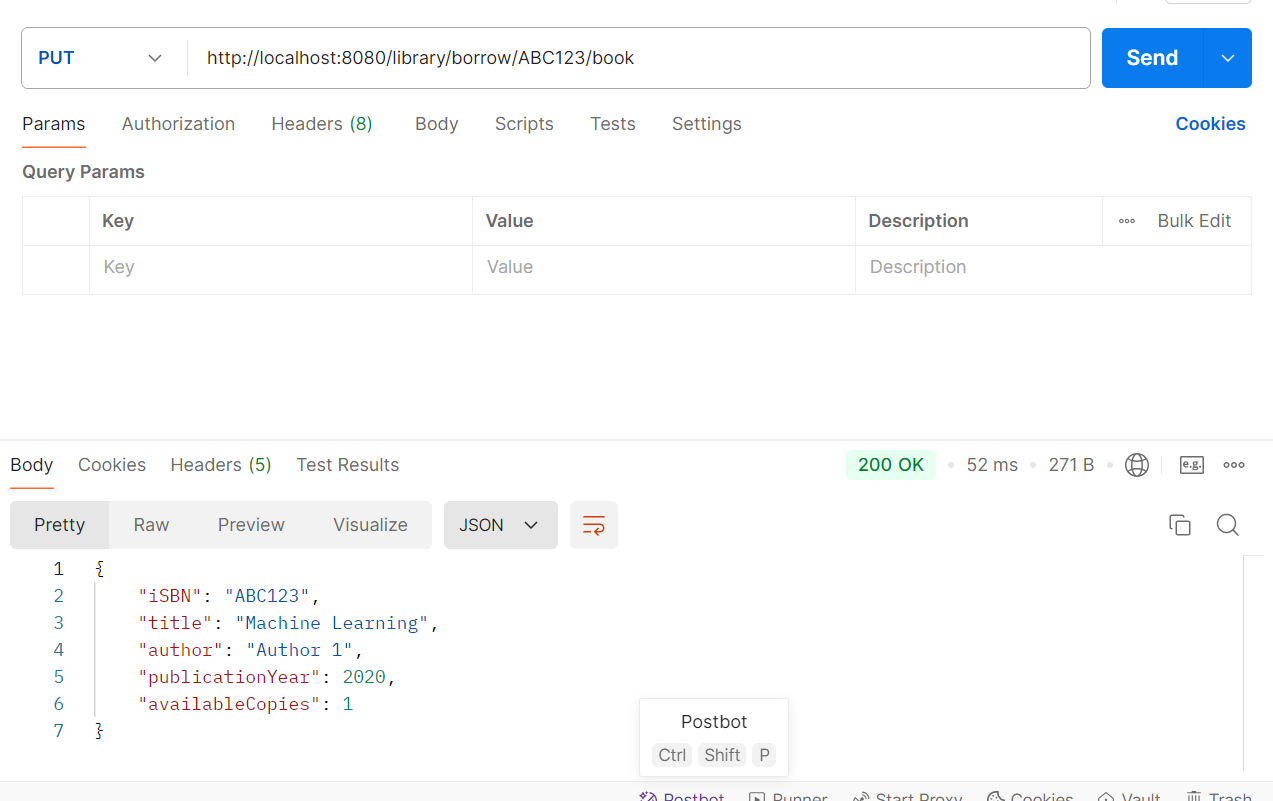 PUT http://localhost:8080/library/borrow/ABC123/book Send
Params Authorization Headers (8) Body Scripts Tests Settings Cookies
Query Params
Key Value Description Bulk Edit
Key Value Description
Body Cookies Headers (5) Test Results 200 OK • 52 ms • 271 B • e.g.
Pretty Raw Preview Visualize JSON
1 {
2 "iSBN": "ABC123",
3 "title": "Machine Learning",
4 "author": "Author 1",
5 "publicationYear": 2020,
6 "availableCopies": 1
7 }
Postbot
Ctrl Shift P
Postbot Runner Start Proxy Cookies Vault Trash